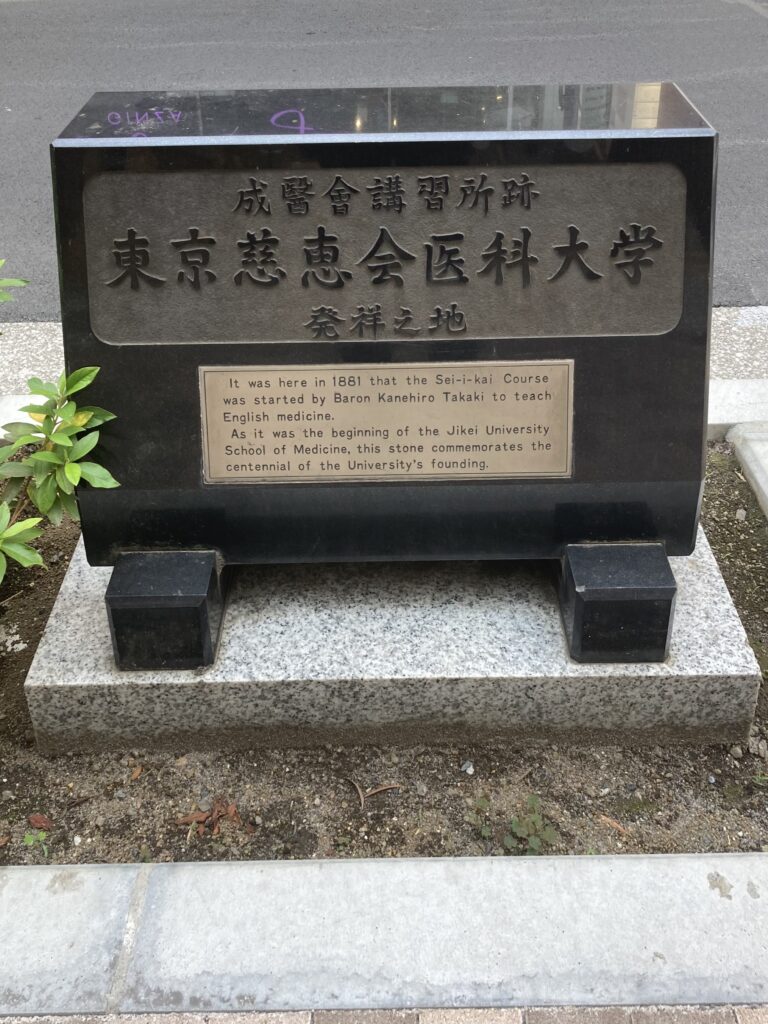 GINZA
成醫會講習所跡
東京慈恵会医科大学
発祥之地
It was here in 1881 that the Sei-i-kai Course
was started by Baron Kanehiro Takaki to teach
English medicine.
As it was the beginning of the Jikei University
School of Medicine, this stone commemorates the
centennial of the University's founding.